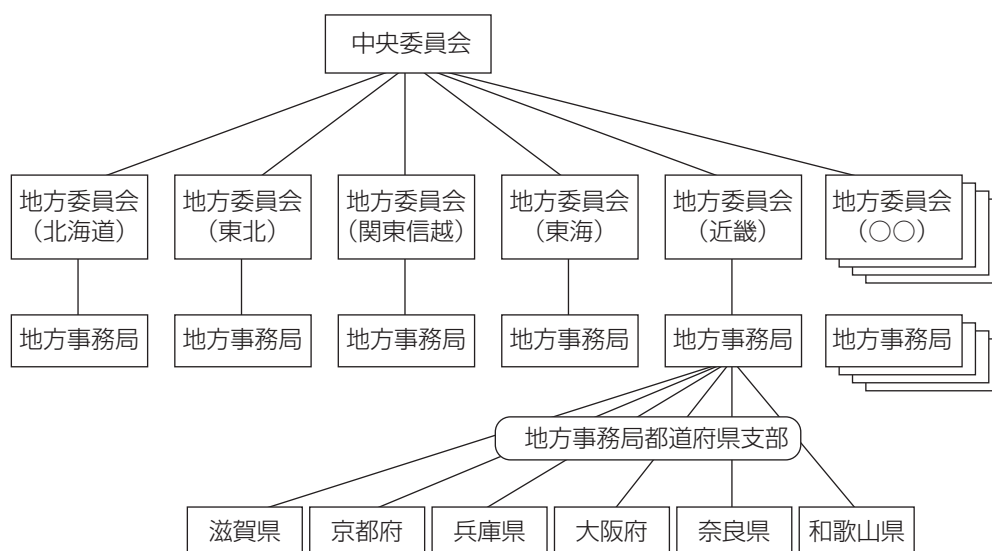 中央委員会
地方委員会
（北海道）
地方委員会
（東北）
地方委員会
（関東信越）
地方委員会
（東海）
地方委員会
（近畿）
地方委員会
（○○）
地方事務局
地方事務局
地方事務局
地方事務局
地方事務局
地方事務局
地方事務局都道府県支部
滋賀県
京都府
兵庫県
大阪府
奈良県
和歌山県